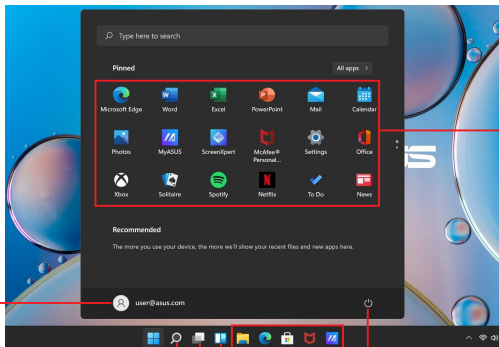 Type here to search
Pinned
All apps >
Microsoft Edge Word Excel PowerPoint Mail Calendar
Photos MyASUS ScreenXpert McAfee® Personal... Settings Office
Xbox Solitaire Spotify Netflix To Do News
Recommended
The more you use your device, the more we'll show your recent files and new apps here.
user@asus.com